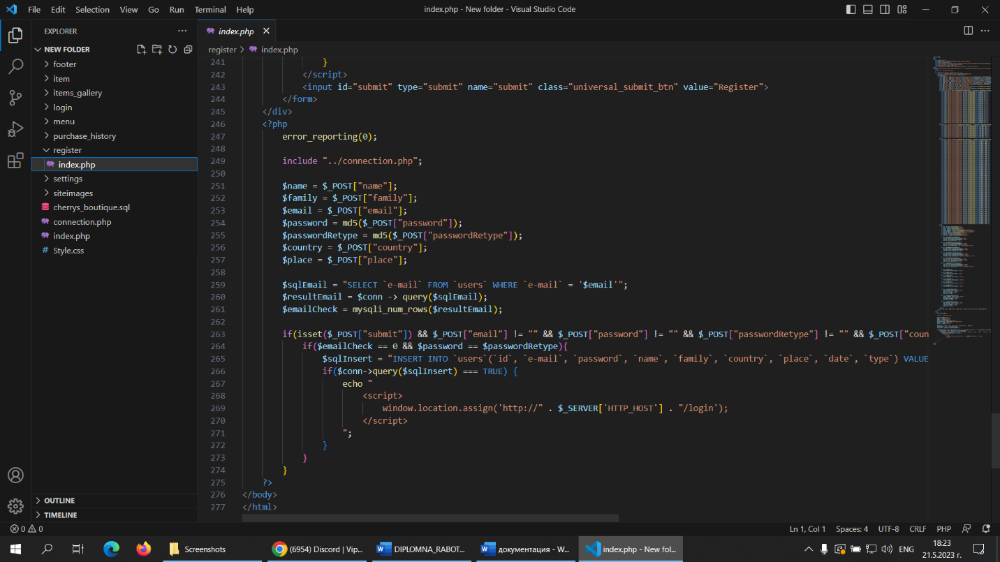 File Edit Selection View Go Run Terminal Help
index.php - New folder - Visual Studio Code
EXPLORER
NEW FOLDER
footer
item
items_gallery
login
menu
purchase_history
register
index.php
settings
siteimages
cherrys_boutique.sql
connection.php
index.php
Style.css
OUTLINE
TIMELINE
index.php
register > index.php
241 }
242 </script>
243 <input id="submit" type="submit" name="submit" class="universal_submit_btn" value="Register">
244 </form>
245 </div>
246 <?php
247 error_reporting(0);
248
249 include "../connection.php";
250
251 $name = $_POST["name"];
252 $family = $_POST["family"];
253 $email = $_POST["email"];
254 $password = md5($_POST["password"]);
255 $passwordRetype = md5($_POST["passwordRetype"]);
256 $country = $_POST["country"];
257 $place = $_POST["place"];
258
259 $sqlEmail = "SELECT `e-mail` FROM `users` WHERE `e-mail` = '$email'";
260 $resultEmail = $conn -> query($sqlEmail);
261 $emailCheck = mysqli_num_rows($resultEmail);
262
263 if(isset($_POST["submit"]) && $_POST["email"] != "" && $_POST["password"] != "" && $_POST["passwordRetype"] != "" && $_POST["coun
264 if($emailCheck == 0 && $password == $passwordRetype){
265 $sqlInsert = "INSERT INTO `users`(`id`, `e-mail`, `password`, `name`, `family`, `country`, `place`, `date`, `type`) VALUE
266 if($conn->query($sqlInsert) === TRUE) {
267 echo "
268 <script>
269 window.location.assign('http://" . $_SERVER['HTTP_HOST'] . "/login');
270 </script>
271 ";
272 }
273 }
274 }
275 ?>
276 </body>
277 </html>
0 0
Ln 1, Col 1 Spaces: 4 UTF-8 CRLF PHP
Screenshots
(6954) Discord | Vip...
DIPLOMNA_RABOT...
документация - W...
index.php - New fol...
ENG
18:23
21.5.2023 г.